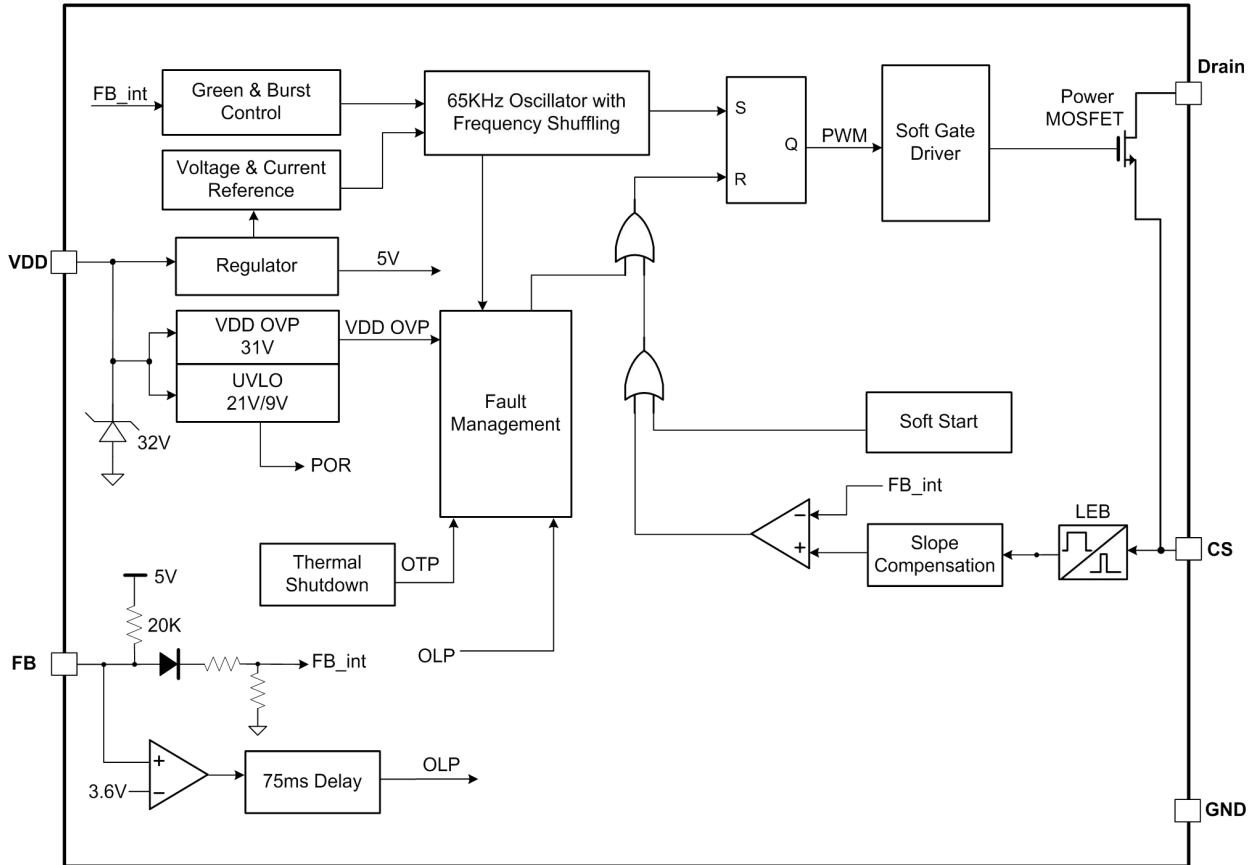 Drain
FB_int
Green & Burst
Control
65KHz Oscillator with
Frequency Shuffling
S
R
Q
PWM
Soft Gate
Driver
Power
MOSFET
Voltage & Current
Reference
VDD
Regulator
5V
VDD OVP
31V
VDD OVP
UVLO
21V/9V
32V
POR
Fault
Management
Soft Start
FB_int
−
+
Slope
Compensation
LEB
CS
Thermal
Shutdown
OTP
5V
20K
FB
FB_int
OLP
+
−
3.6V
75ms Delay
OLP
GND